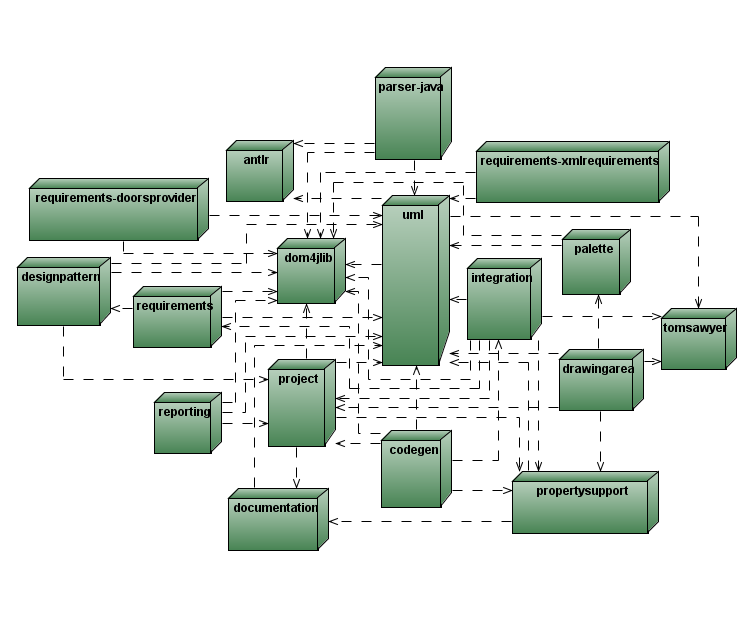 parser-java
antlr
requirements-xmlrequirements
requirements-doorsprovider
uml
palette
dom4jlib
designpattern
integration
requirements
tomsawyer
drawingarea
project
reporting
codegen
propertysupport
documentation